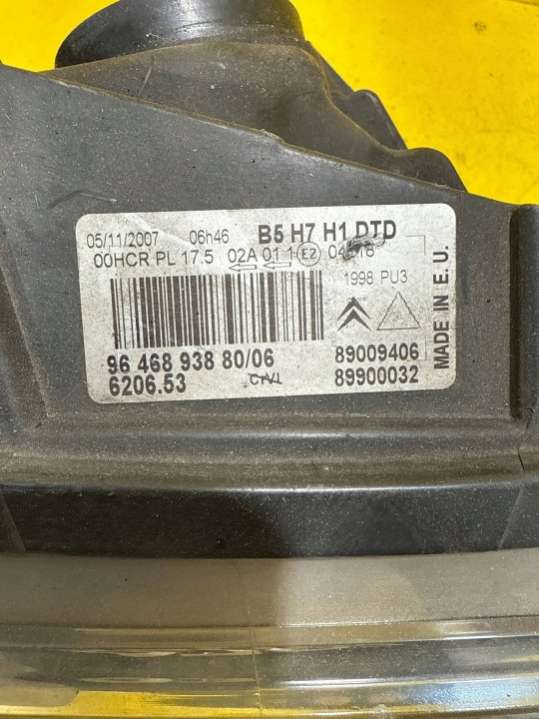 05/11/2007 06h46 B5 H7 H1 DTD
00HCR PL 17.5 02A 01 1 E2
1998 PU3
96 468 938 80/06 89009406
6206.53 89900032
MADE IN E. U.